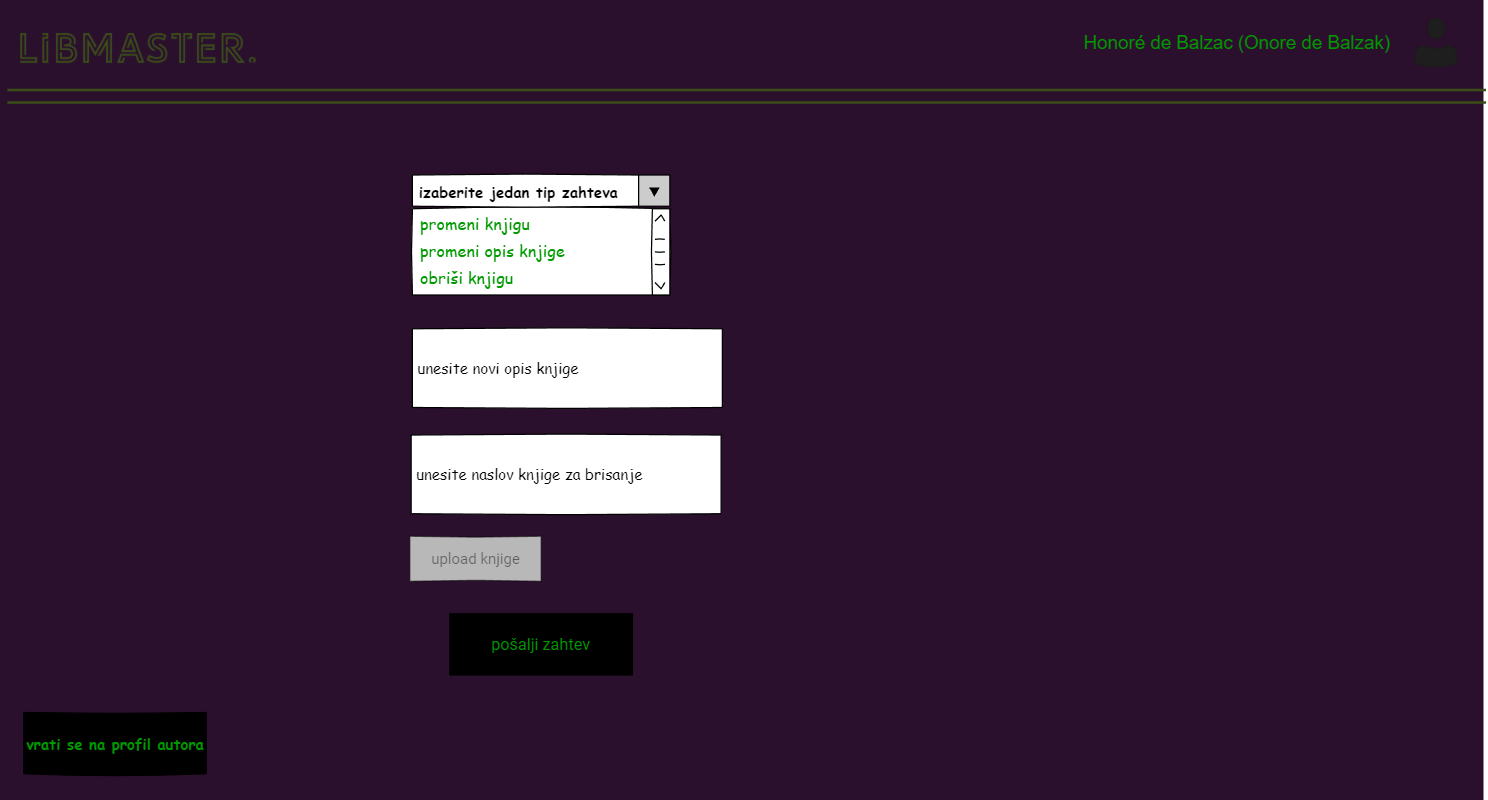 LiBMASTER.
Honoré de Balzac (Onore de Balzak)
izaberite jedan tip zahteva
promeni knjigu
promeni opis knjige
obriši knjigu
unesite novi opis knjige
unesite naslov knjige za brisanje
upload knjige
pošalji zahtev
vrati se na profil autora